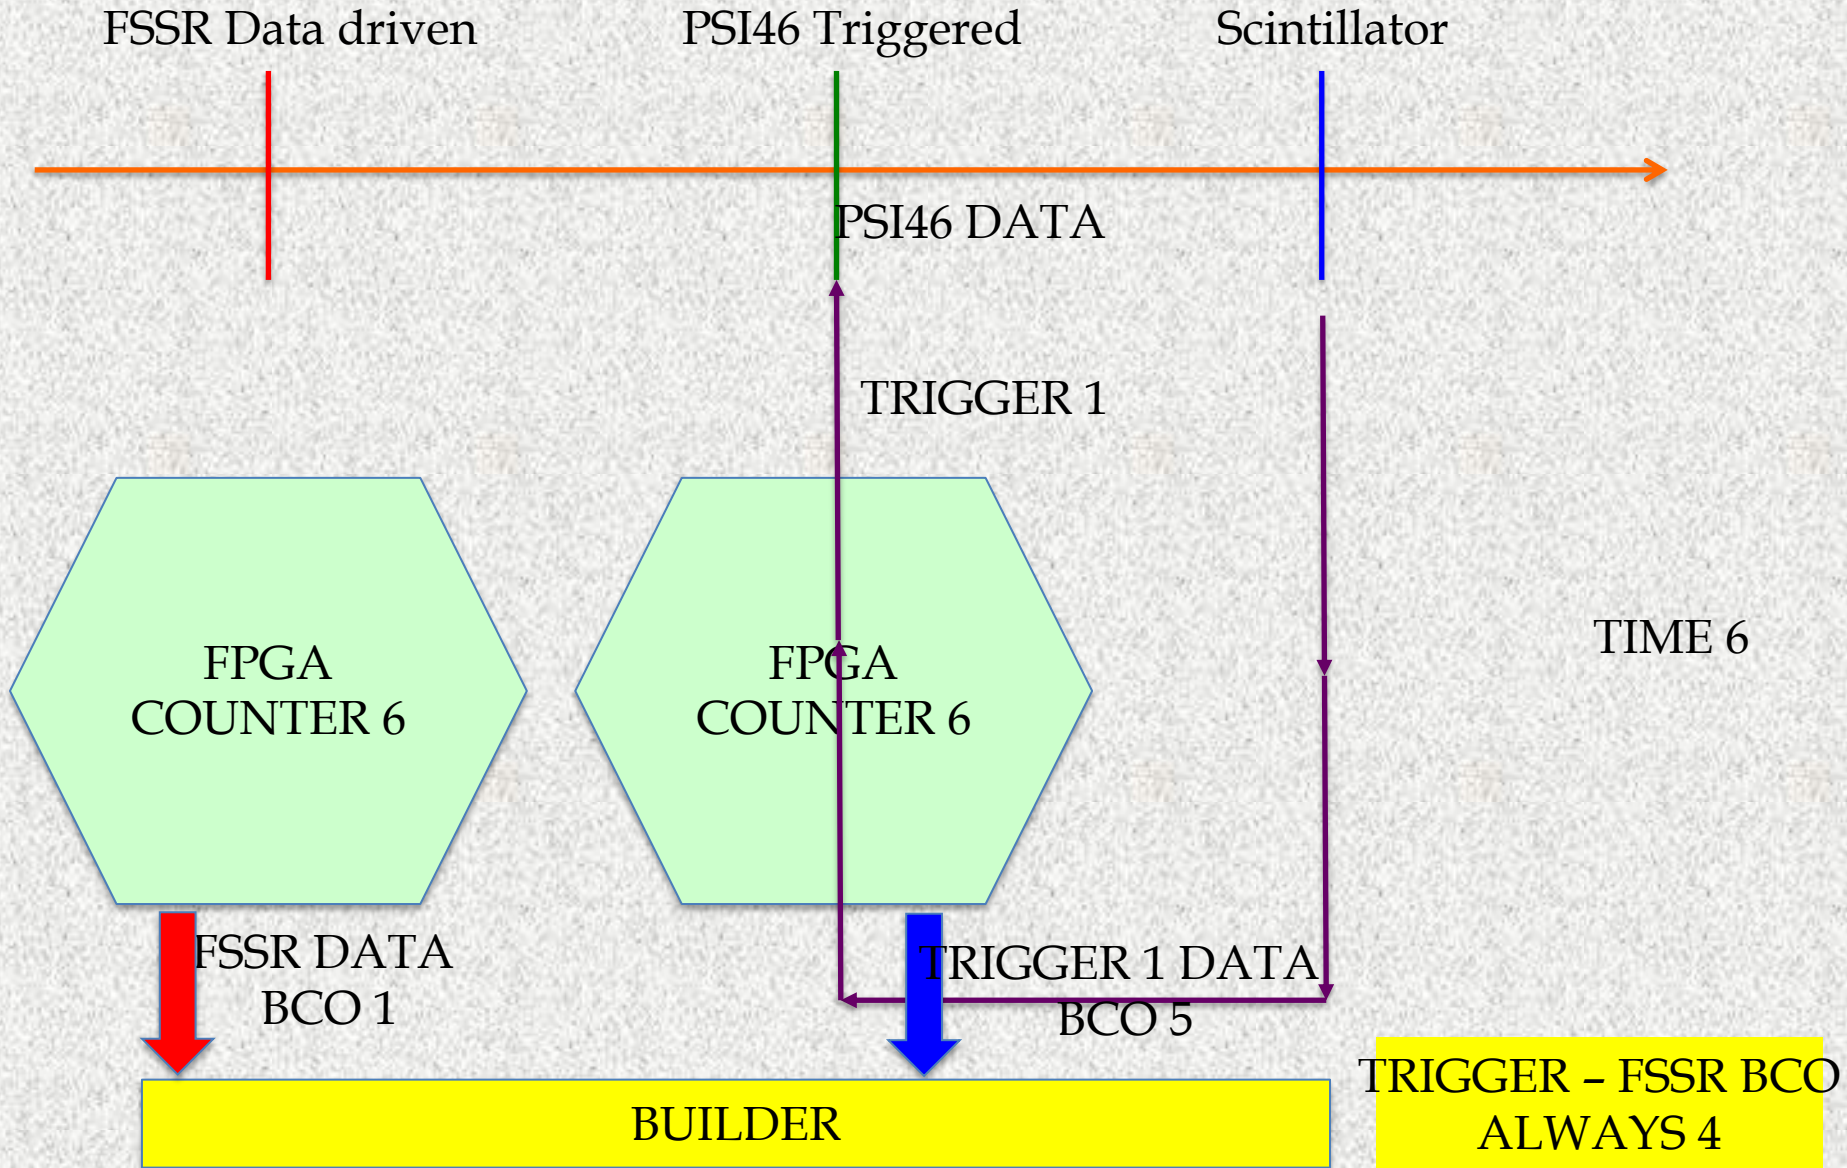 FSSR Data driven
PSI46 Triggered
Scintillator
PSI46 DATA
TRIGGER 1
FPGA
COUNTER 6
FPGA
COUNTER 6
TIME 6
FSSR DATA
BCO 1
TRIGGER 1 DATA
BCO 5
BUILDER
TRIGGER – FSSR BCO
ALWAYS 4